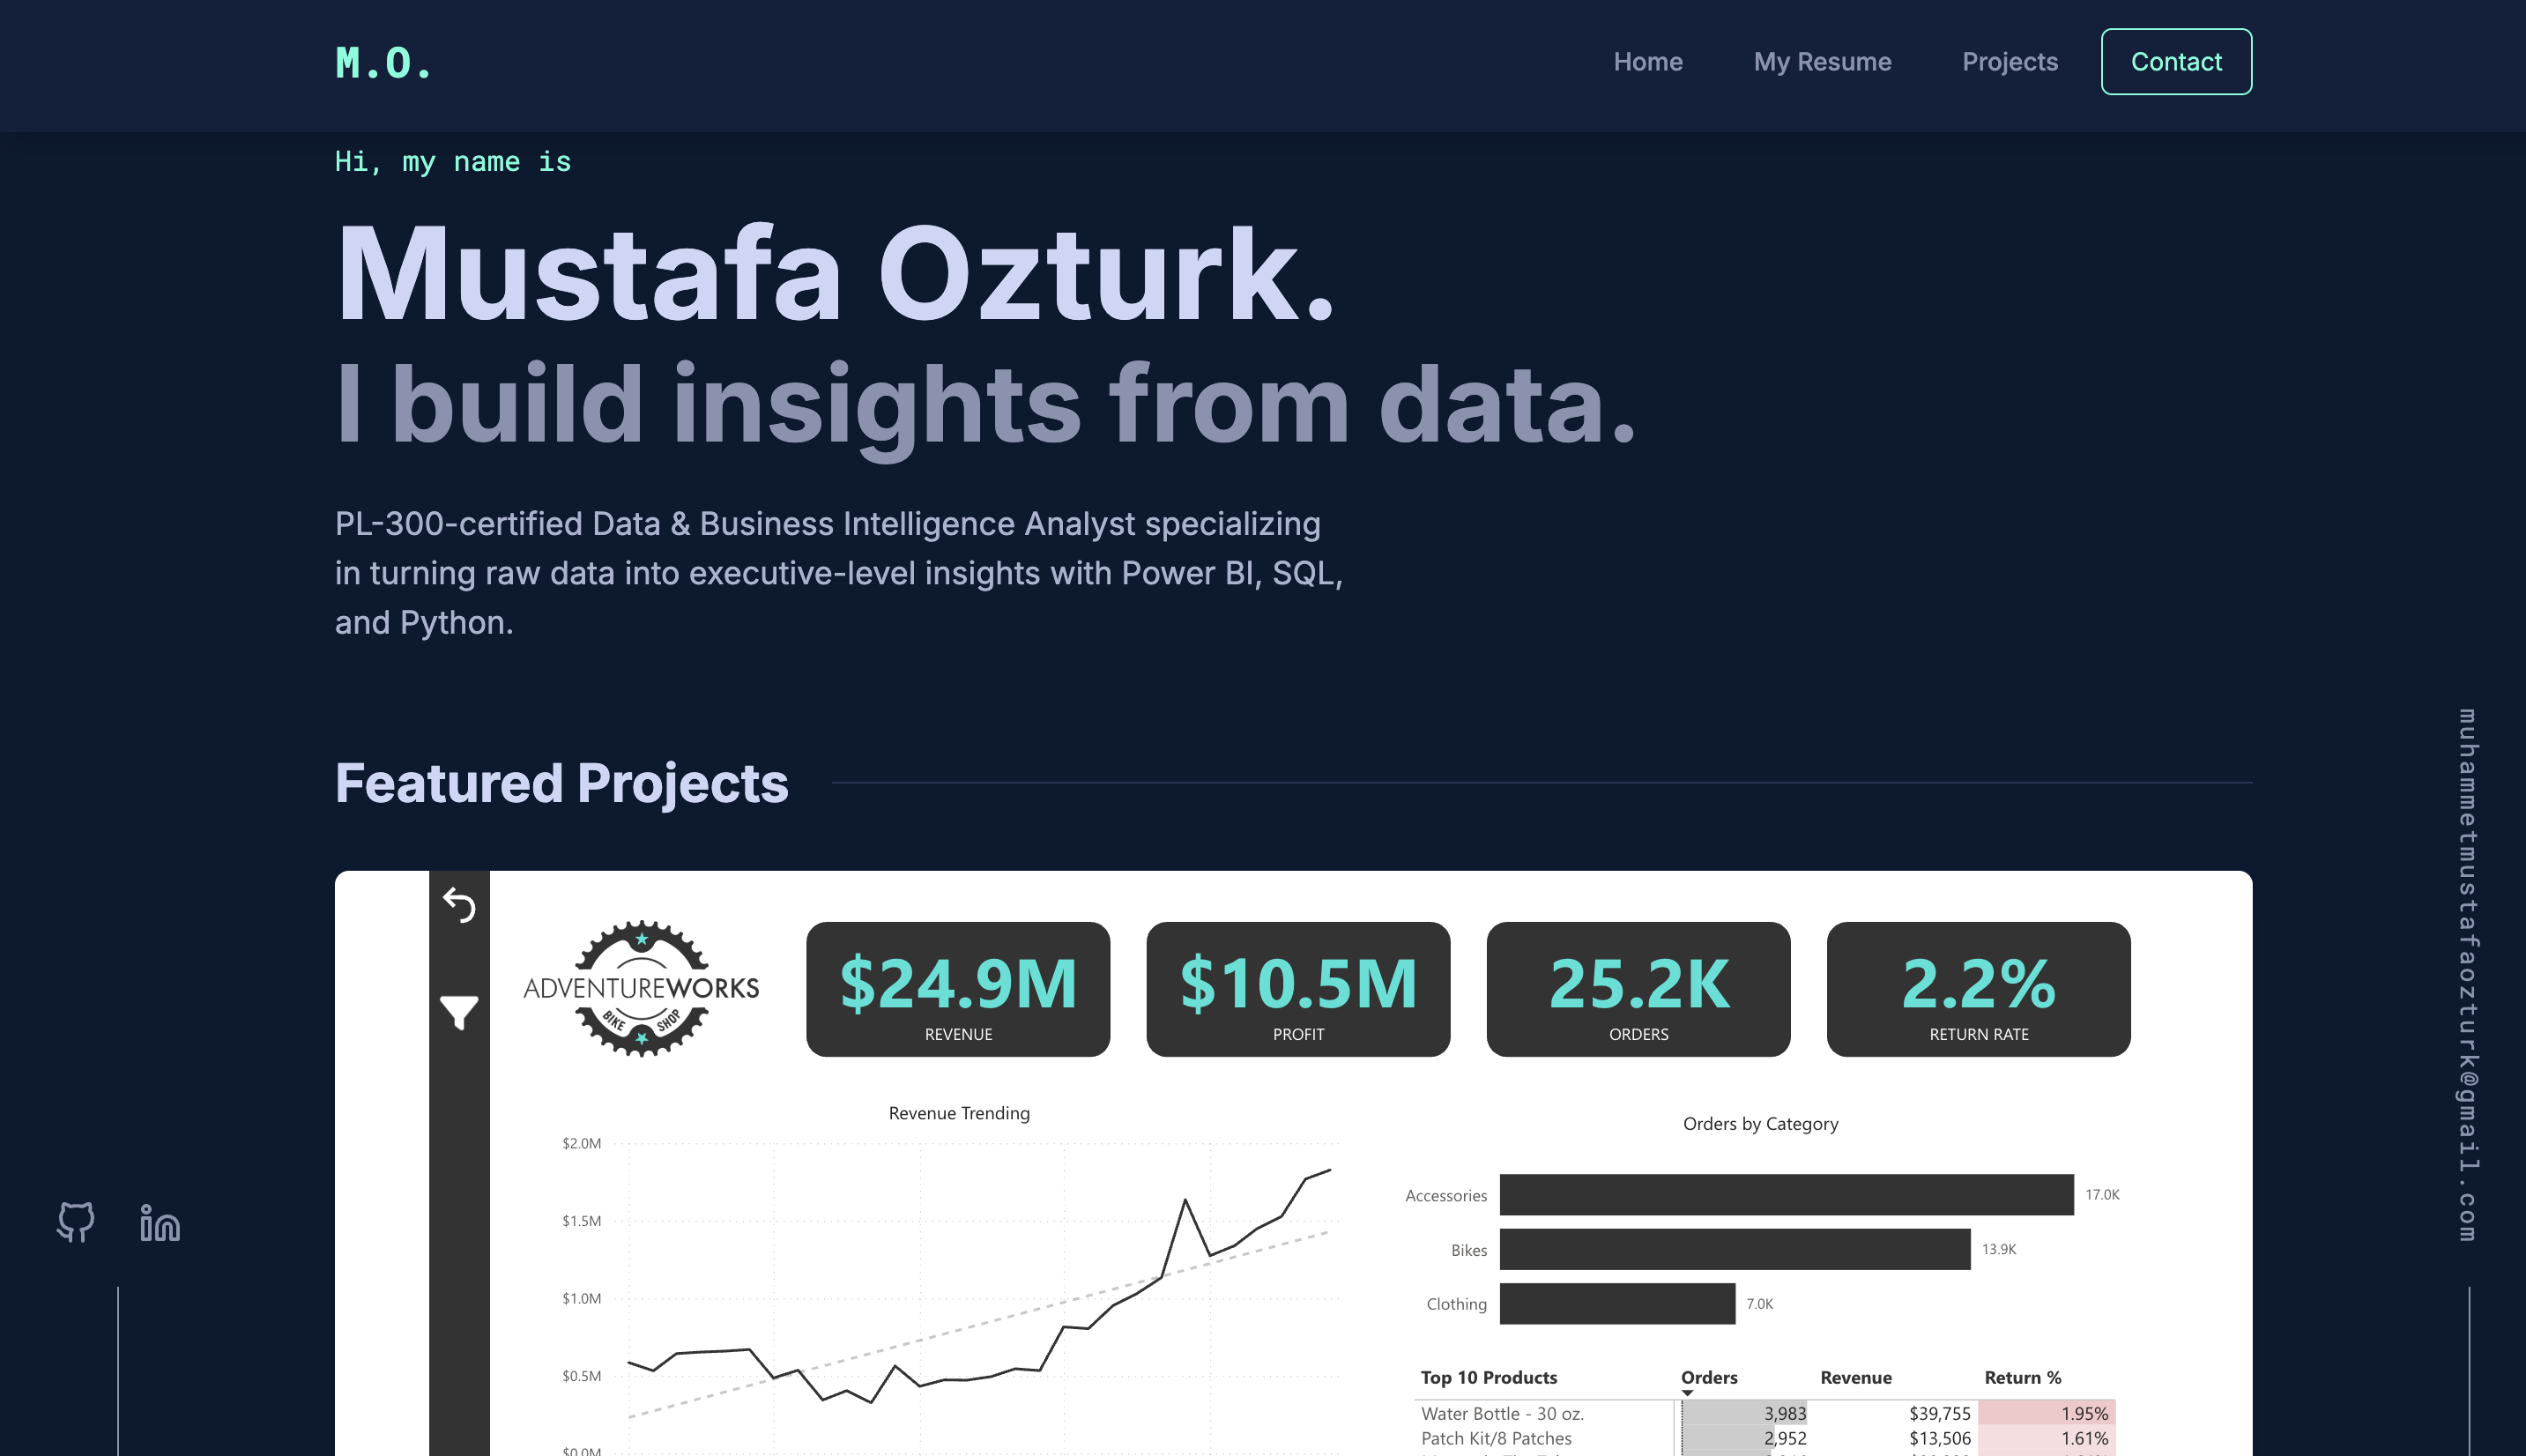 M.O.
Home
My Resume
Projects
Contact
Hi, my name is
Mustafa Ozturk.
I build insights from data.
PL-300-certified Data & Business Intelligence Analyst specializing
in turning raw data into executive-level insights with Power BI, SQL,
and Python.
muhammetmustafaozturk@gmail.com
Featured Projects
ADVENTUREWORKS
BIKE SHOP
$24.9M
REVENUE
$10.5M
PROFIT
25.2K
ORDERS
2.2%
RETURN RATE
Revenue Trending
$2.0M
$1.5M
$1.0M
$0.5M
$0.0M
Orders by Category
Accessories 17.0K
Bikes 13.9K
Clothing 7.0K
Top 10 Products Orders Revenue Return %
Water Bottle - 30 oz. 3,983 $39,755 1.95%
Patch Kit/8 Patches 2,952 $13,506 1.61%